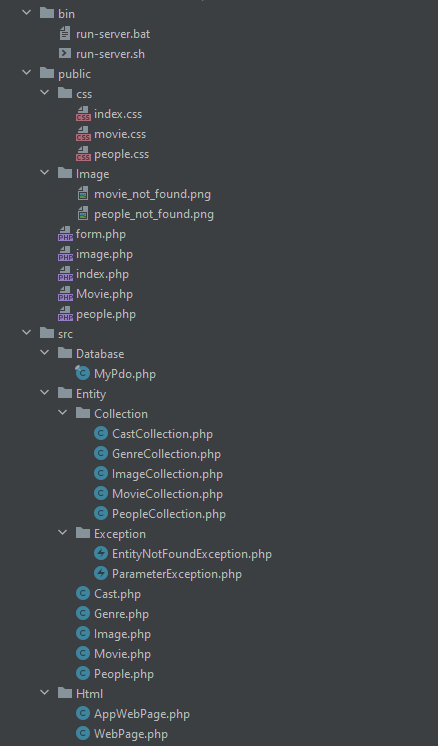 bin
run-server.bat
run-server.sh
public
css
index.css
movie.css
people.css
Image
movie_not_found.png
people_not_found.png
form.php
image.php
index.php
Movie.php
people.php
src
Database
MyPdo.php
Entity
Collection
CastCollection.php
GenreCollection.php
ImageCollection.php
MovieCollection.php
PeopleCollection.php
Exception
EntityNotFoundException.php
ParameterException.php
Cast.php
Genre.php
Image.php
Movie.php
People.php
Html
AppWebPage.php
WebPage.php